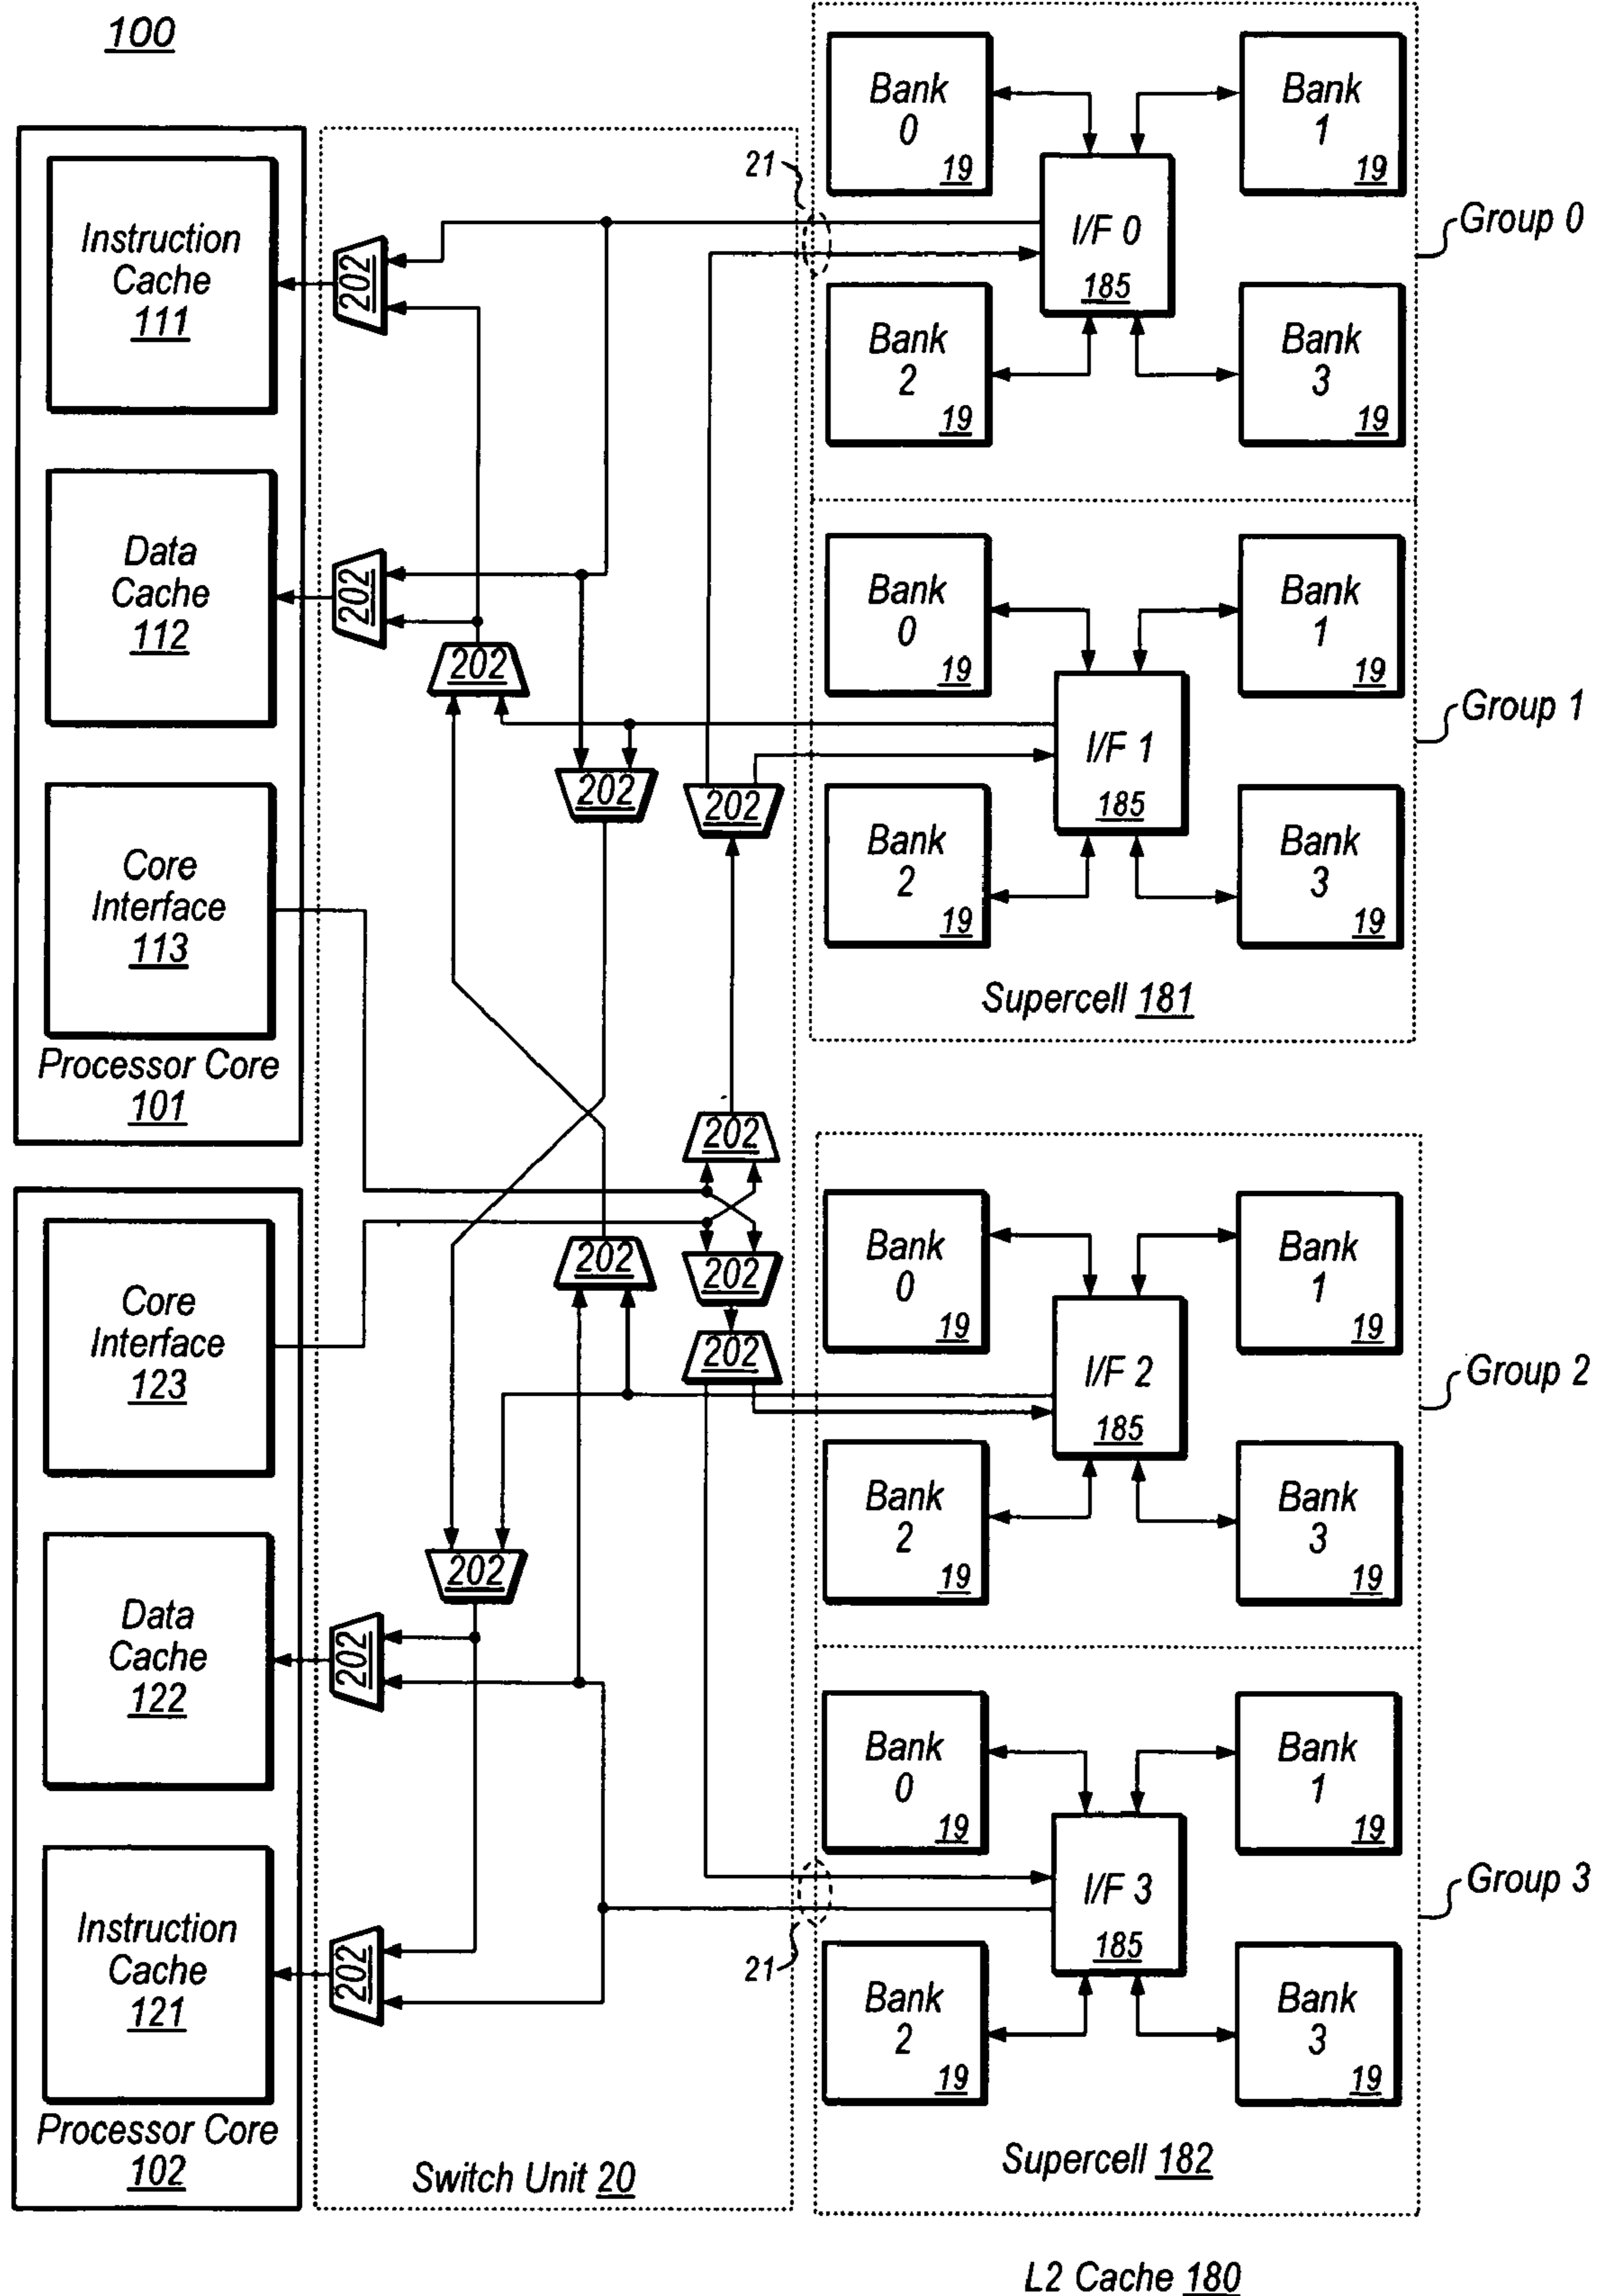 100
Instruction
Cache
111
Data
Cache
112
Core
Interface
113
Processor Core
101
Core
Interface
123
Data
Cache
122
Instruction
Cache
121
Processor Core
102
202
202
202
202
202
202
202
202
202
202
202
202
Switch Unit 20
21
21
Bank
0
19
Bank
1
19
I/F 0
185
Bank
2
19
Bank
3
19
Group 0
Bank
0
19
Bank
1
19
I/F 1
185
Bank
2
19
Bank
3
19
Group 1
Supercell 181
Bank
0
19
Bank
1
19
I/F 2
185
Bank
2
19
Bank
3
19
Group 2
Bank
0
19
Bank
1
19
I/F 3
185
Bank
2
19
Bank
3
19
Group 3
Supercell 182
L2 Cache 180